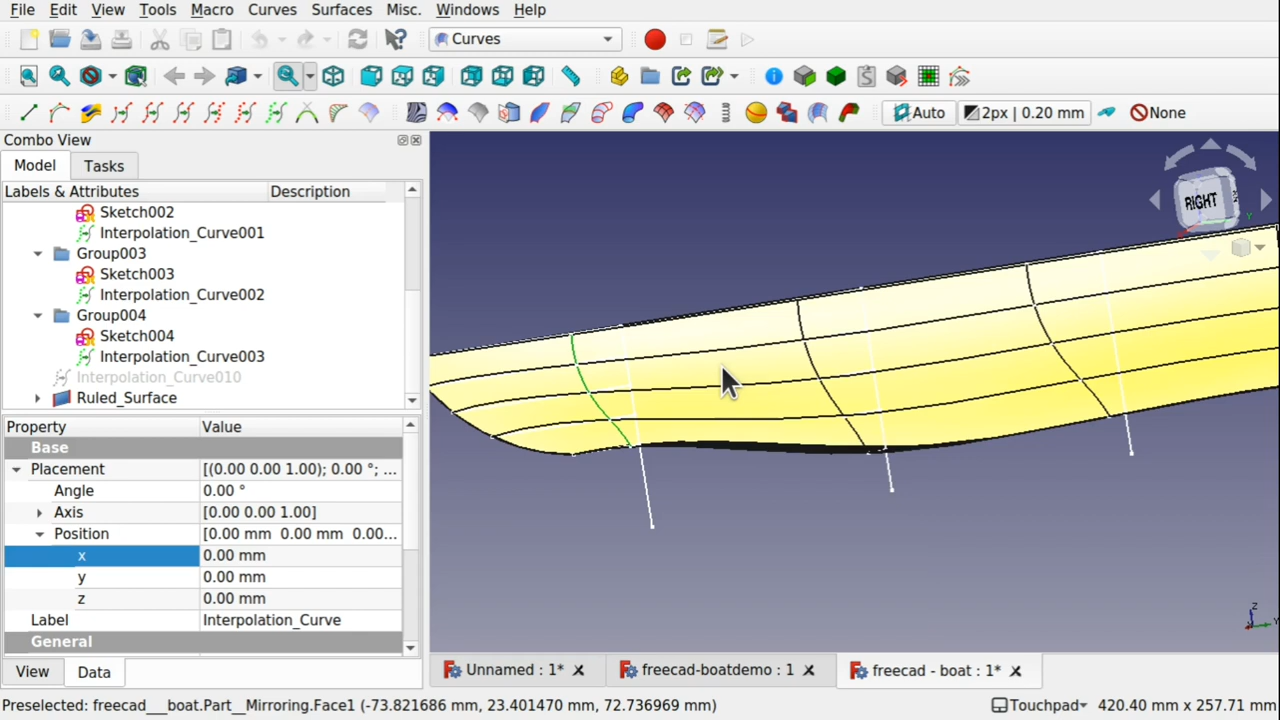 File Edit View Tools Macro Curves Surfaces Misc. Windows Help
Curves
Auto 2px | 0.20 mm None
Combo View
Model Tasks
Labels & Attributes Description
Sketch002
Interpolation_Curve001
Group003
Sketch003
Interpolation_Curve002
Group004
Sketch004
Interpolation_Curve003
Interpolation_Curve010
Ruled_Surface
Property Value
Base
Placement [(0.00 0.00 1.00); 0.00 °; ...
Angle 0.00 °
Axis [0.00 0.00 1.00]
Position [0.00 mm 0.00 mm 0.00...
x 0.00 mm
y 0.00 mm
z 0.00 mm
Label Interpolation_Curve
General
View Data
RIGHT
Y
Z
Y
Unnamed : 1* freecad-boatdemo : 1 freecad - boat : 1*
Preselected: freecad___boat.Part__Mirroring.Face1 (-73.821686 mm, 23.401470 mm, 72.736969 mm) Touchpad 420.40 mm x 257.71 mm